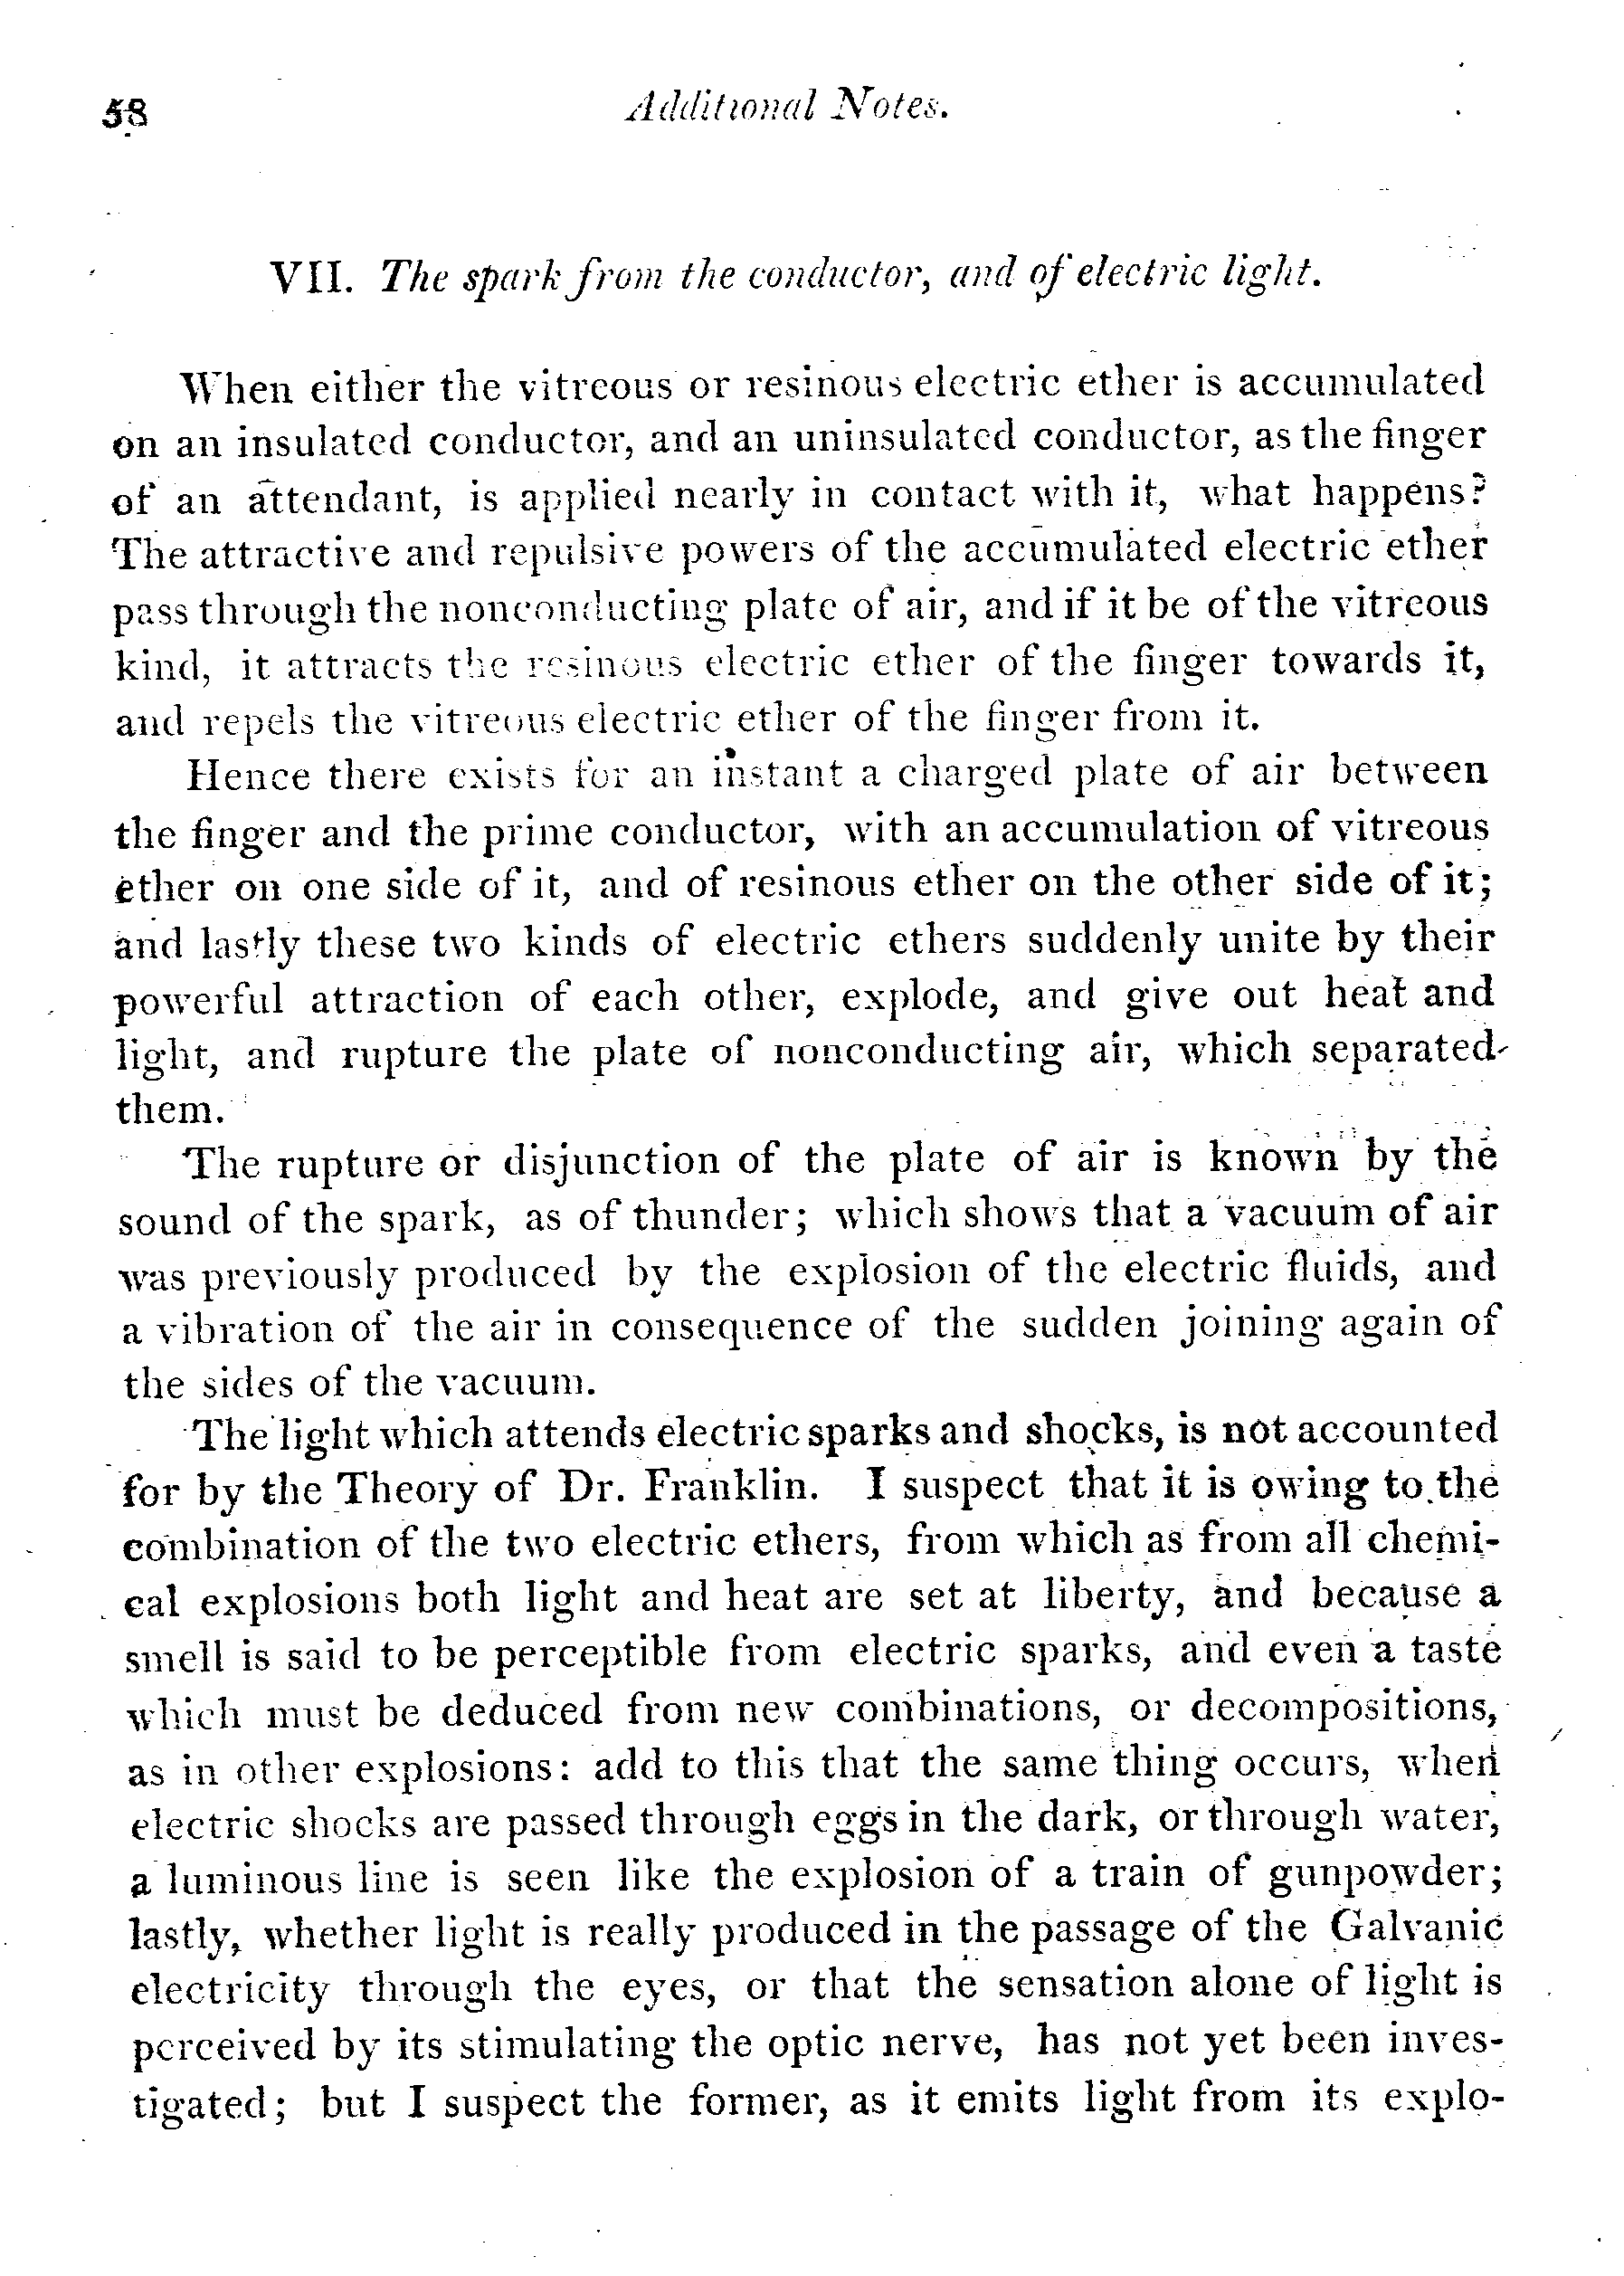 58 Additional Notes.
VII. The spark from the conductor, and of electric light.
When either the vitreous or resinous electric ether is accumulated
on an insulated conductor, and an uninsulated conductor, as the finger
of an attendant, is applied nearly in contact with it, what happens?
The attractive and repulsive powers of the accumulated electric ether
pass through the nonconducting plate of air, and if it be of the vitreous
kind, it attracts the resinous electric ether of the finger towards it,
and repels the vitreous electric ether of the finger from it.
Hence there exists for an instant a charged plate of air between
the finger and the prime conductor, with an accumulation of vitreous
ether on one side of it, and of resinous ether on the other side of it;
and lastly these two kinds of electric ethers suddenly unite by their
powerful attraction of each other, explode, and give out heat and
light, and rupture the plate of nonconducting air, which separated
them.
The rupture or disjunction of the plate of air is known by the
sound of the spark, as of thunder; which shows that a vacuum of air
was previously produced by the explosion of the electric fluids, and
a vibration of the air in consequence of the sudden joining again of
the sides of the vacuum.
The light which attends electric sparks and shocks, is not accounted
for by the Theory of Dr. Franklin. I suspect that it is owing to the
combination of the two electric ethers, from which as from all chemi-
cal explosions both light and heat are set at liberty, and because a
smell is said to be perceptible from electric sparks, and even a taste
which must be deduced from new combinations, or decompositions,
as in other explosions: add to this that the same thing occurs, when
electric shocks are passed through eggs in the dark, or through water,
a luminous line is seen like the explosion of a train of gunpowder;
lastly, whether light is really produced in the passage of the Galvanic
electricity through the eyes, or that the sensation alone of light is
perceived by its stimulating the optic nerve, has not yet been inves-
tigated; but I suspect the former, as it emits light from its explo-